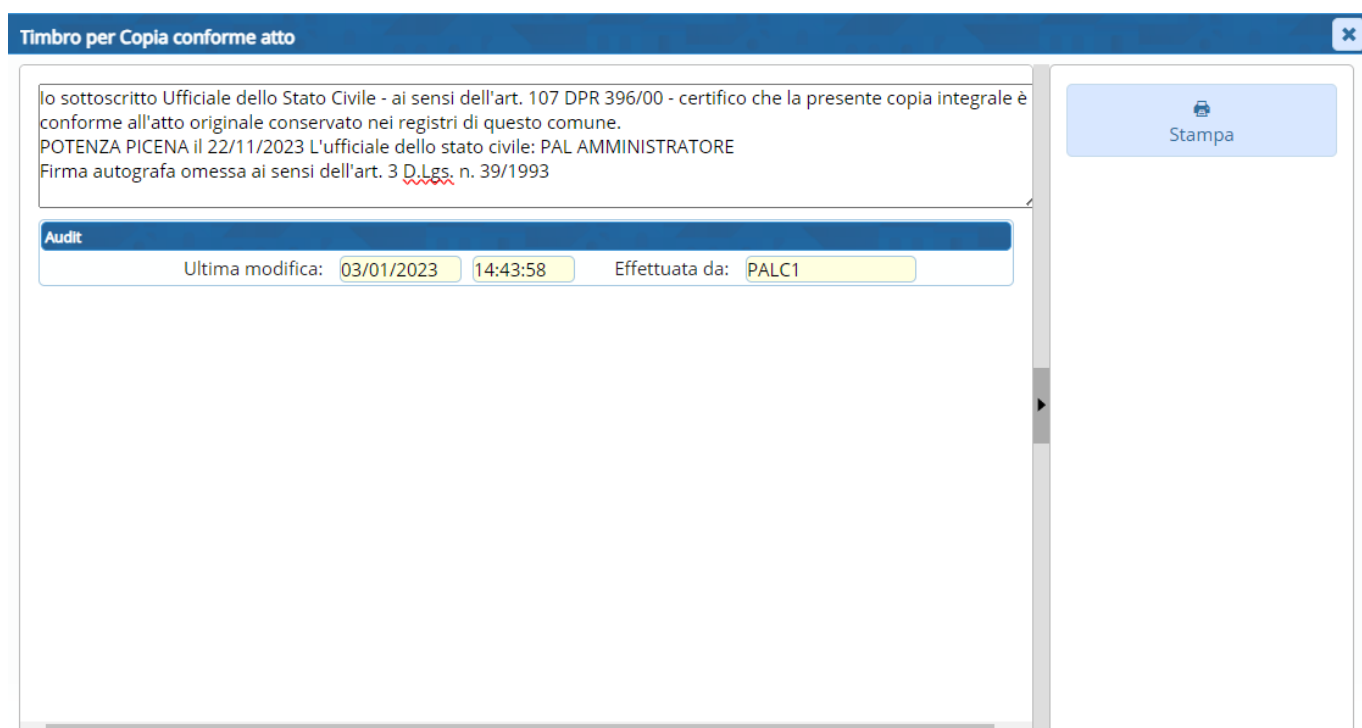 Timbro per Copia conforme atto
Io sottoscritto Ufficiale dello Stato Civile - ai sensi dell'art. 107 DPR 396/00 - certifico che la presente copia integrale è
conforme all'atto originale conservato nei registri di questo comune.
POTENZA PICENA il 22/11/2023 L'ufficiale dello stato civile: PAL AMMINISTRATORE
Firma autografa omessa ai sensi dell'art. 3 D.Lgs. n. 39/1993
Stampa
Audit
Ultima modifica: 03/01/2023 14:43:58 Effettuata da: PALC1